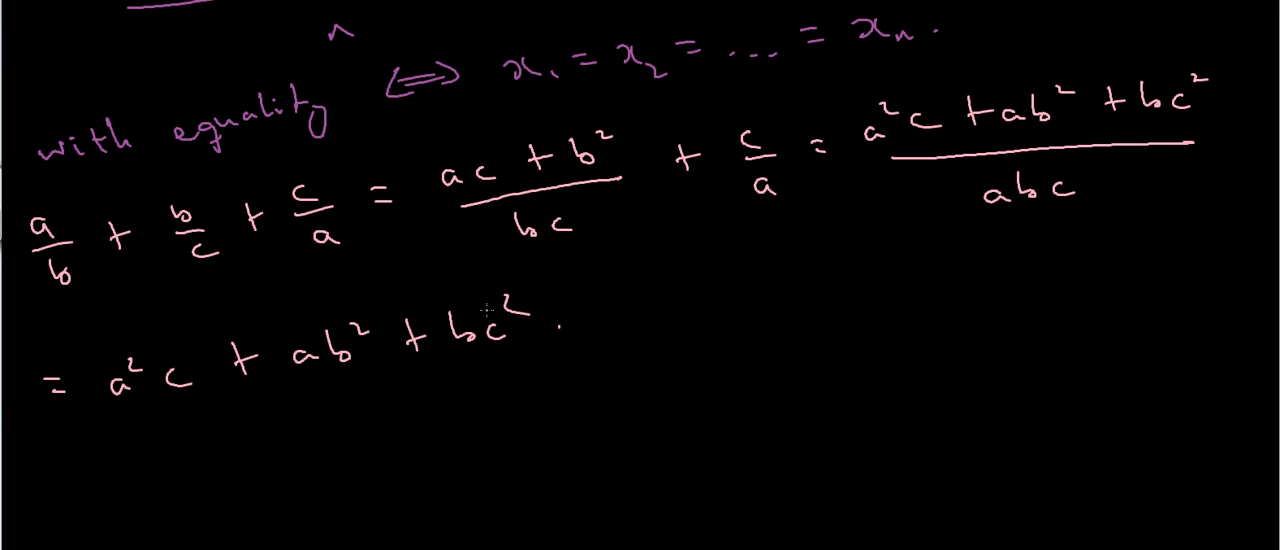 n
with equality ⟺ x₁ = x₂ = ... = xₙ.
a/b + b/c + c/a = (ac + b²)/(bc) + c/a = (a²c + ab² + bc²)/(abc)
= a²c + ab² + bc².